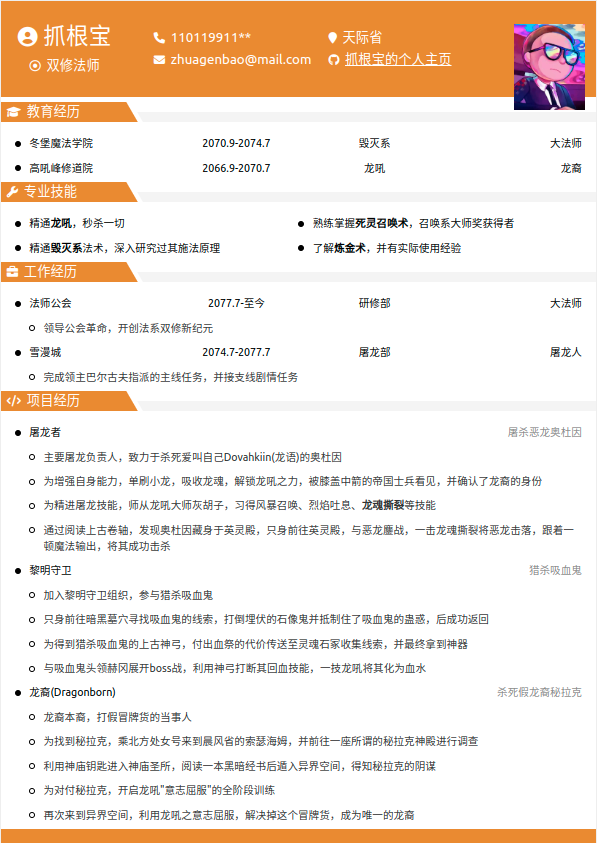 抓根宝
双修法师
110119911**
天际省
zhuagenbao@mail.com
抓根宝的个人主页
教育经历
冬堡魔法学院 2070.9-2074.7 毁灭系 大法师
高吼峰修道院 2066.9-2070.7 龙吼 龙裔
专业技能
精通龙吼，秒杀一切
熟练掌握死灵召唤术，召唤系大师奖获得者
精通毁灭系法术，深入研究过其施法原理
了解炼金术，并有实际使用经验
工作经历
法师公会 2077.7-至今 研修部 大法师
领导公会革命，开创法系双修新纪元
雪漫城 2074.7-2077.7 屠龙部 屠龙人
完成领主巴尔古夫指派的主线任务，并接支线剧情任务
项目经历
屠龙者 屠杀恶龙奥杜因
主要屠龙负责人，致力于杀死爱叫自己Dovahkiin(龙语)的奥杜因
为增强自身能力，单刷小龙，吸收龙魂，解锁龙吼之力，被膝盖中箭的帝国士兵看见，并确认了龙裔的身份
为精进屠龙技能，师从龙吼大师灰胡子，习得风暴召唤、烈焰吐息、龙魂撕裂等技能
通过阅读上古卷轴，发现奥杜因藏身于英灵殿，只身前往英灵殿，与恶龙鏖战，一击龙魂撕裂将恶龙击落，跟着一
顿魔法输出，将其成功击杀
黎明守卫 猎杀吸血鬼
加入黎明守卫组织，参与猎杀吸血鬼
只身前往暗黑墓穴寻找吸血鬼的线索，打倒埋伏的石像鬼并抵制住了吸血鬼的蛊惑，后成功返回
为得到猎杀吸血鬼的上古神弓，付出血祭的代价传送至灵魂石冢收集线索，并最终拿到神器
与吸血鬼头领赫冈展开boss战，利用神弓打断其回血技能，一技龙吼将其化为血水
龙裔(Dragonborn) 杀死假龙裔秘拉克
龙裔本裔，打假冒牌货的当事人
为找到秘拉克，乘北方处女号来到晨风省的索瑟海姆，并前往一座所谓的秘拉克神殿进行调查
利用神庙钥匙进入神庙圣所，阅读一本黑暗经书后遁入异界空间，得知秘拉克的阴谋
为对付秘拉克，开启龙吼"意志屈服"的全阶段训练
再次来到异界空间，利用龙吼之意志屈服，解决掉这个冒牌货，成为唯一的龙裔